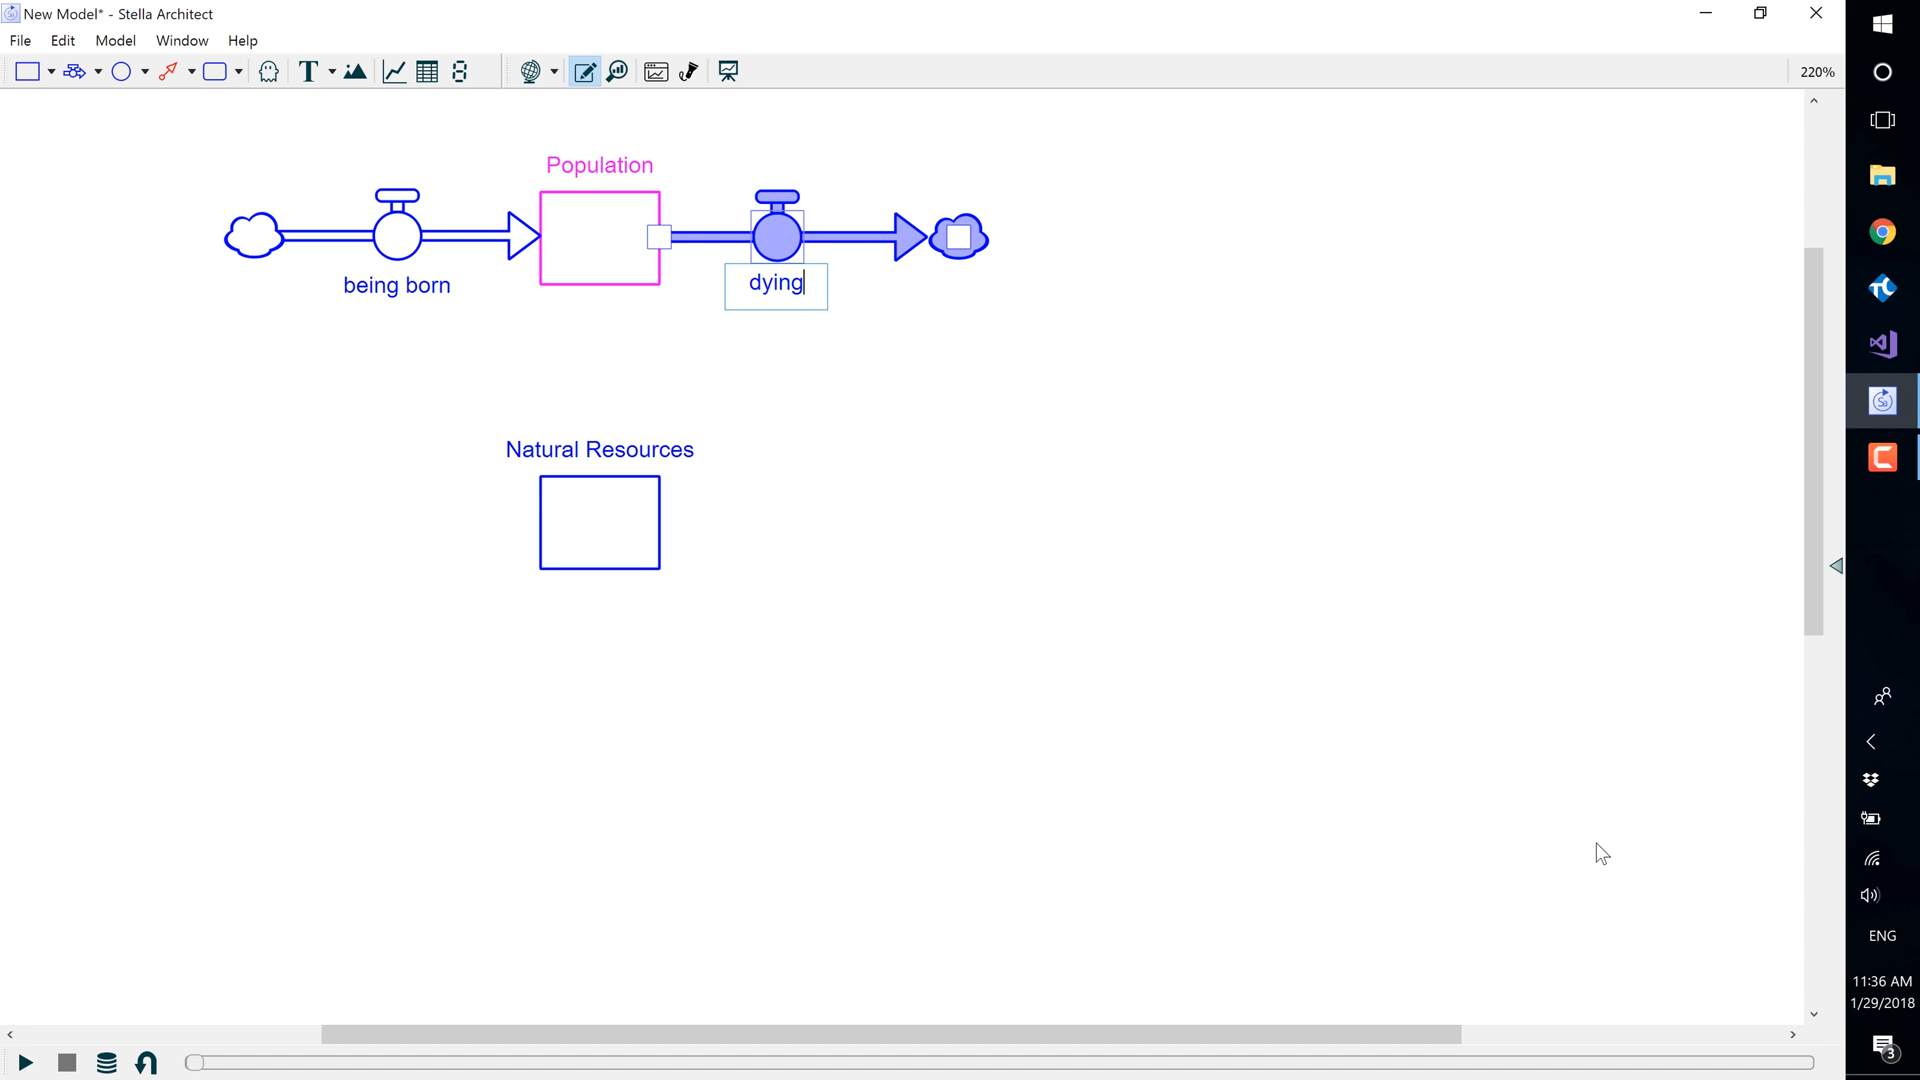 New Model* - Stella Architect
File Edit Model Window Help
T 220%
Population
being born
dying
Natural Resources
ENG
11:36 AM
1/29/2018
3